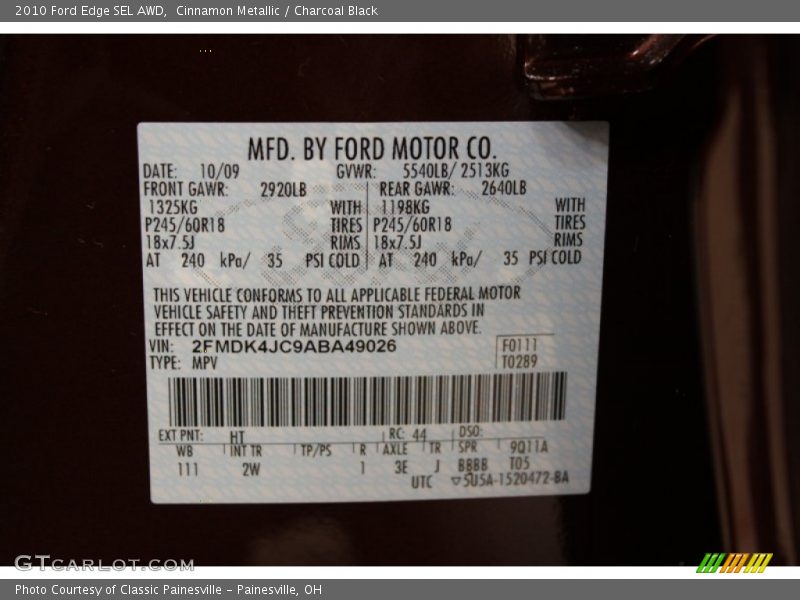 2010 Ford Edge SEL AWD, Cinnamon Metallic / Charcoal Black
MFD. BY FORD MOTOR CO.
DATE: 10/09 GVWR: 5540LB/ 2513KG
FRONT GAWR: 2920LB REAR GAWR: 2640LB
1325KG WITH 1198KG WITH
P245/60R18 TIRES P245/60R18 TIRES
18x7.5J RIMS 18x7.5J RIMS
AT 240 kPa/ 35 PSI COLD AT 240 kPa/ 35 PSI COLD
THIS VEHICLE CONFORMS TO ALL APPLICABLE FEDERAL MOTOR
VEHICLE SAFETY AND THEFT PREVENTION STANDARDS IN
EFFECT ON THE DATE OF MANUFACTURE SHOWN ABOVE.
VIN: 2FMDK4JC9ABA49026 F0111
TYPE: MPV T0289
EXT PNT: HT RC: 44 DSO:
WB INT TR TP/PS R AXLE TR SPR 9Q11A
111 2W 1 3E J BBBB T05
UTC ▽5U5A-1520472-BA
GTCARLOT.COM
Photo Courtesy of Classic Painesville - Painesville, OH